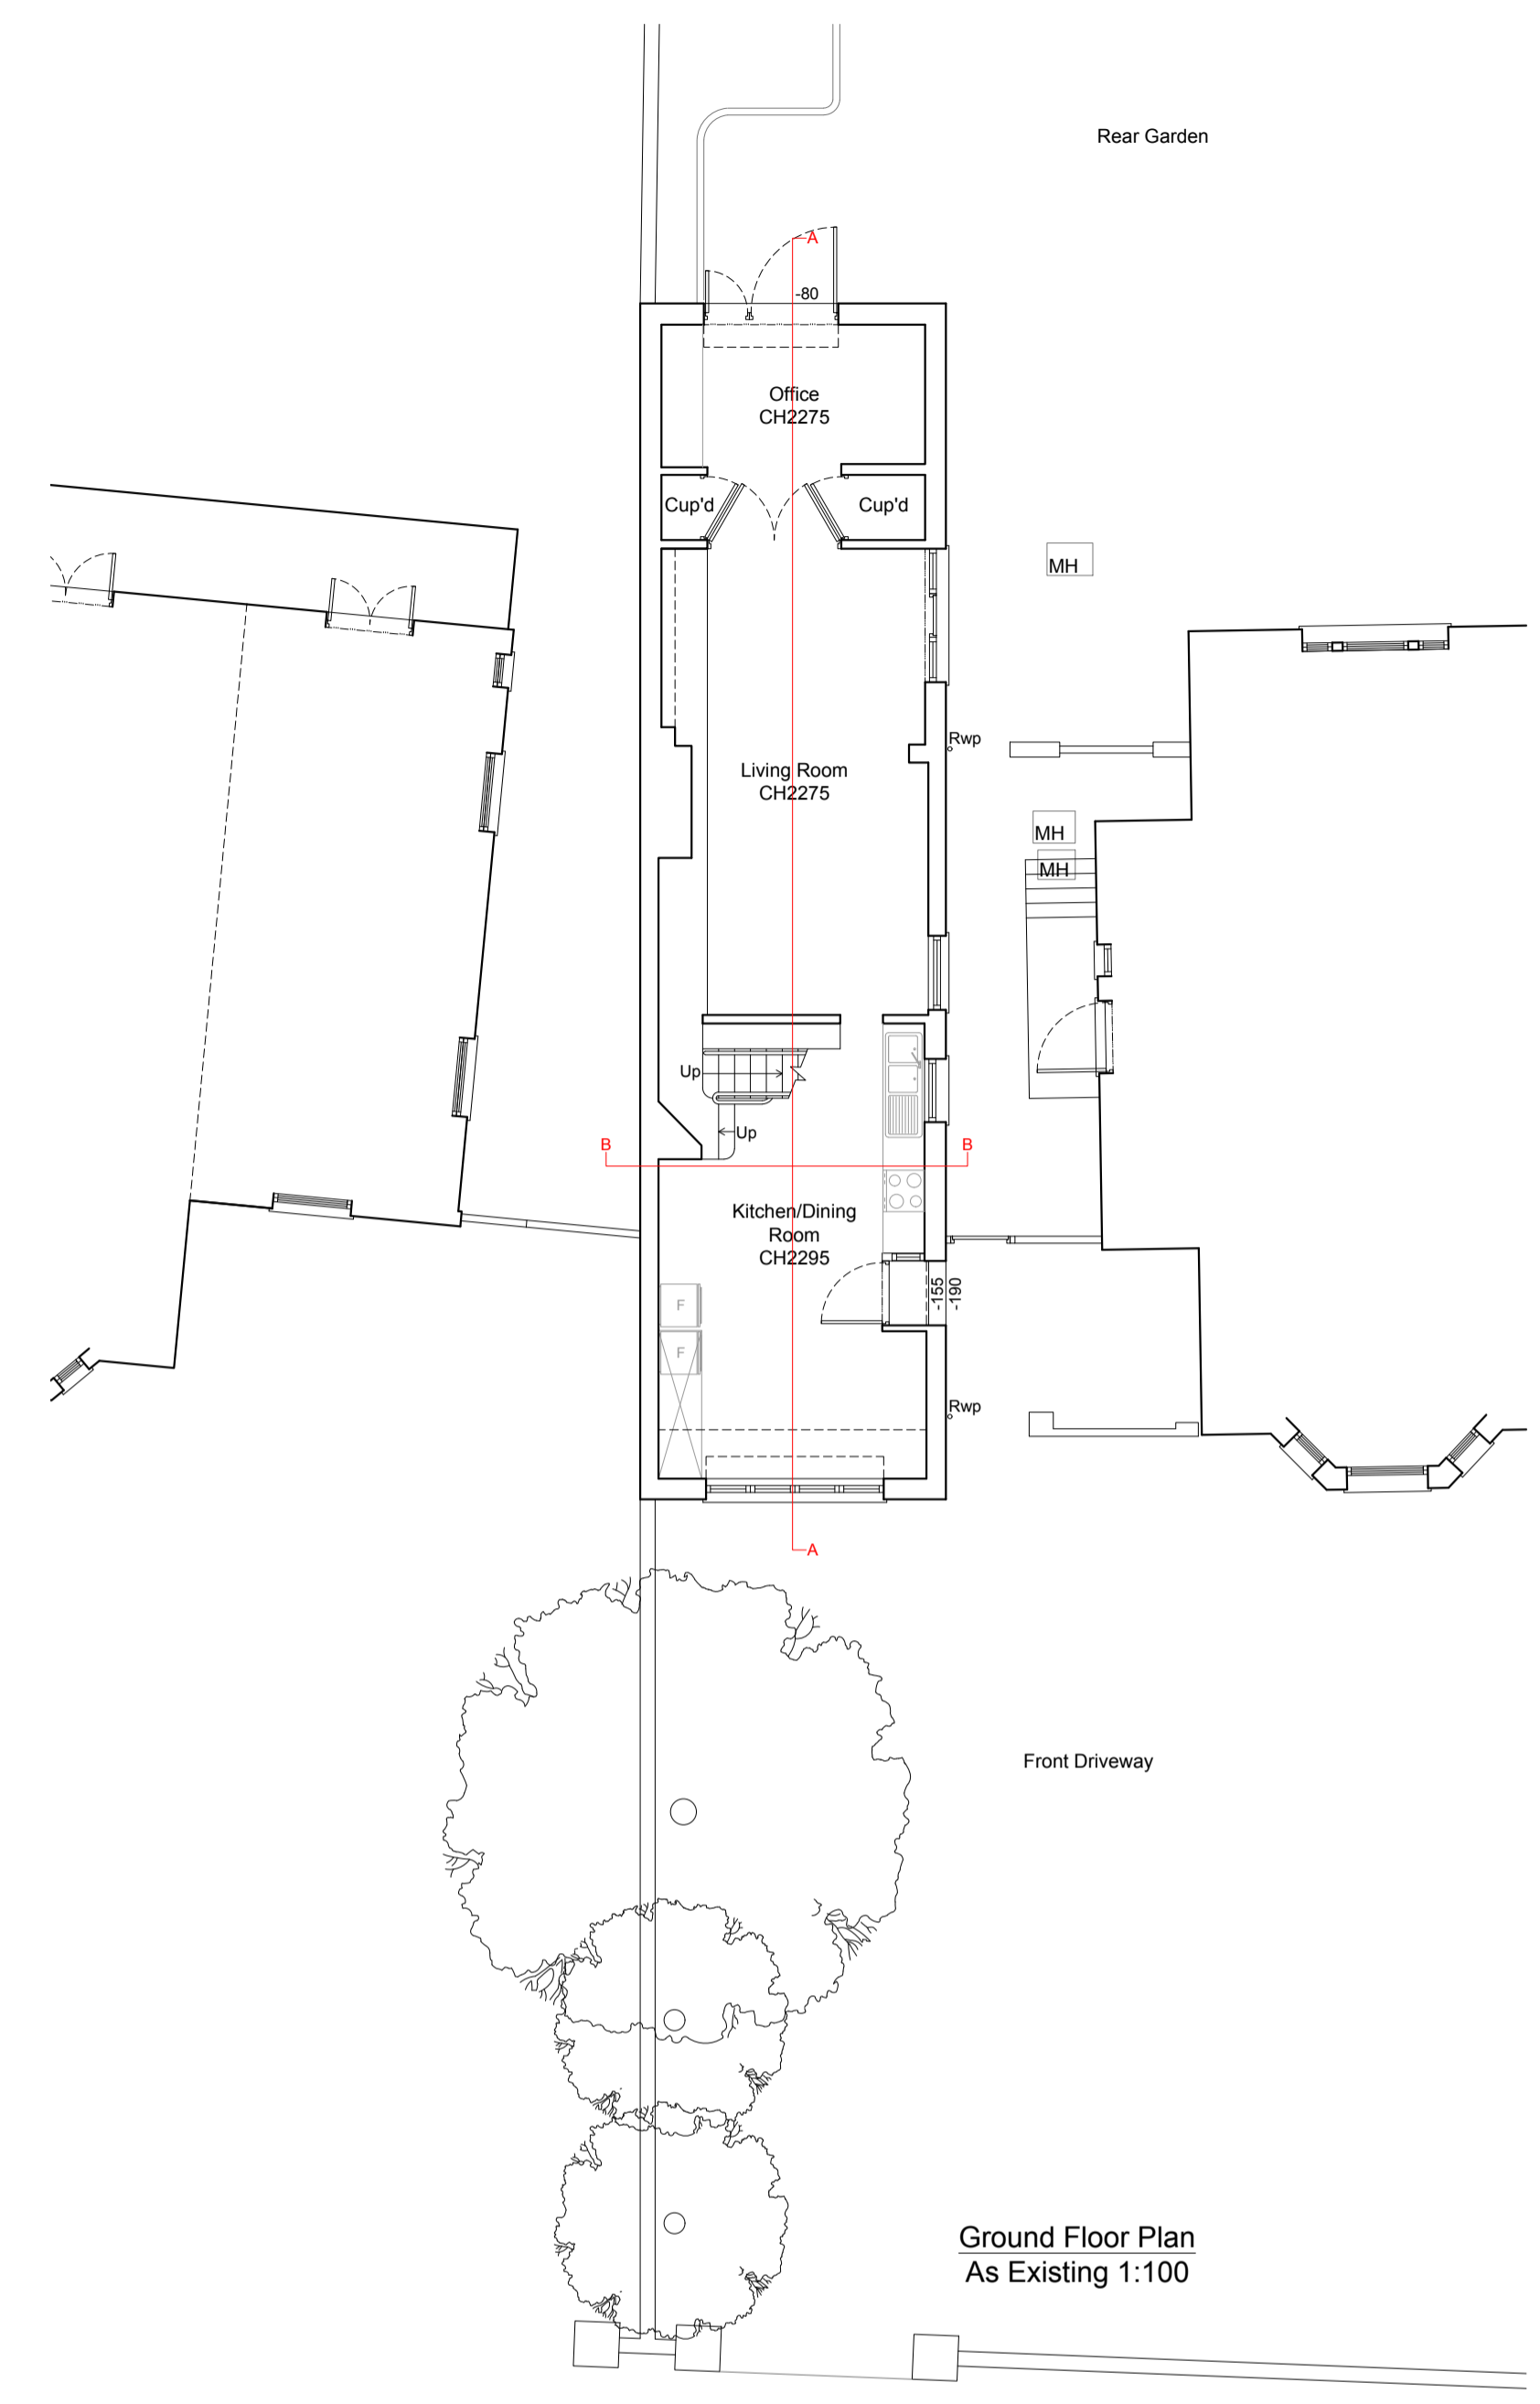 Rear Garden
A
-80
Office
CH2275
Cup'd
Cup'd
MH
Rwp
Living Room
CH2275
MH
MH
Up
Up
B
B
Kitchen/Dining
Room
CH2295
-155
-190
F
F
Rwp
A
Front Driveway
Ground Floor Plan
As Existing 1:100